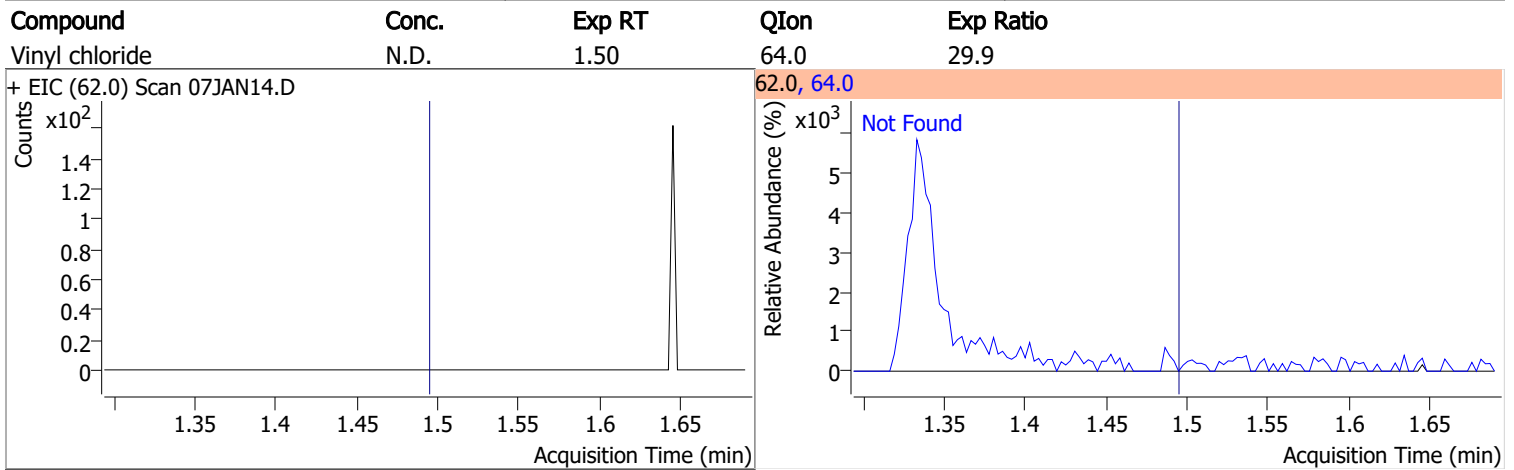 Compound Conc. Exp RT QIon Exp Ratio
Vinyl chloride N.D. 1.50 64.0 29.9
+ EIC (62.0) Scan 07JAN14.D
Counts
x10²
1.4
1.2
1
0.8
0.6
0.4
0.2
0
1.35 1.4 1.45 1.5 1.55 1.6 1.65
Acquisition Time (min)
62.0, 64.0
Relative Abundance (%)
x10³
Not Found
5
4
3
2
1
0
1.35 1.4 1.45 1.5 1.55 1.6 1.65
Acquisition Time (min)